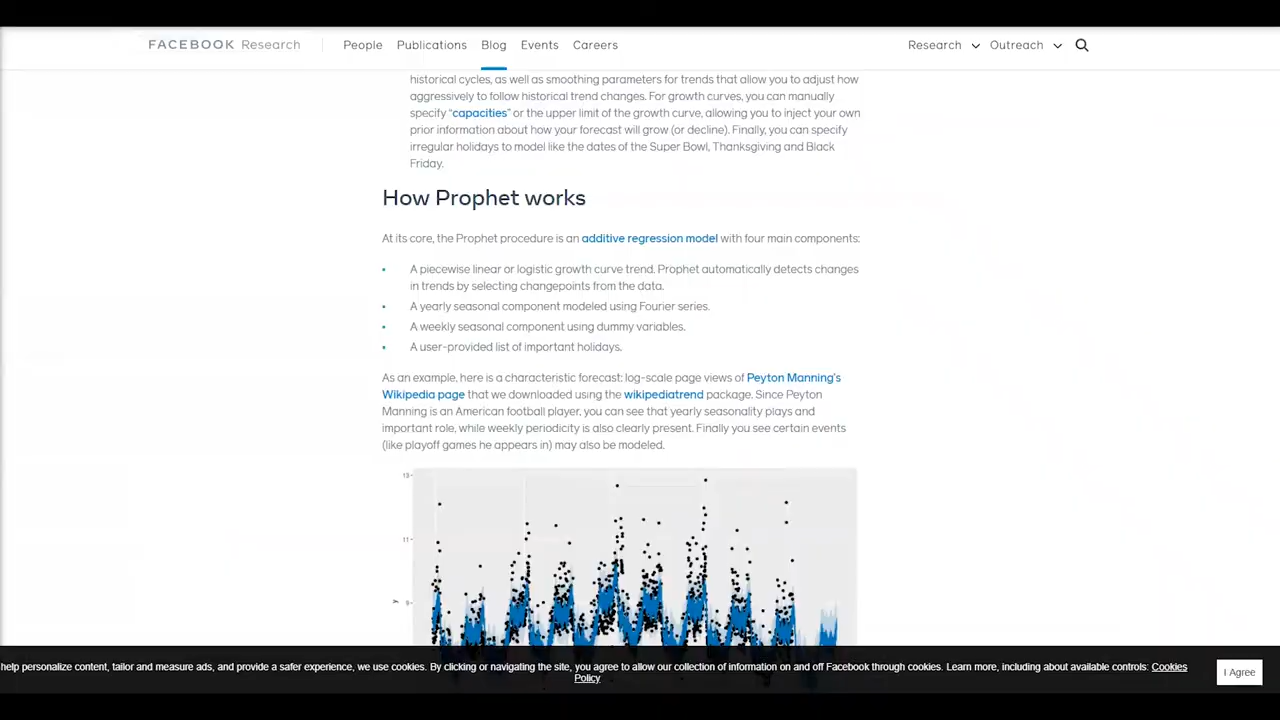 FACEBOOK Research People Publications Blog Events Careers Research Outreach
historical cycles, as well as smoothing parameters for trends that allow you to adjust how
aggressively to follow historical trend changes. For growth curves, you can manually
specify “capacities” or the upper limit of the growth curve, allowing you to inject your own
prior information about how your forecast will grow (or decline). Finally, you can specify
irregular holidays to model like the dates of the Super Bowl, Thanksgiving and Black
Friday.
How Prophet works
At its core, the Prophet procedure is an additive regression model with four main components:
• A piecewise linear or logistic growth curve trend. Prophet automatically detects changes
in trends by selecting changepoints from the data.
• A yearly seasonal component modeled using Fourier series.
• A weekly seasonal component using dummy variables.
• A user-provided list of important holidays.
As an example, here is a characteristic forecast: log-scale page views of Peyton Manning's
Wikipedia page that we downloaded using the wikipediatrend package. Since Peyton
Manning is an American football player, you can see that yearly seasonality plays and
important role, while weekly periodicity is also clearly present. Finally you see certain events
(like playoff games he appears in) may also be modeled.
13
11
y 9
help personalize content, tailor and measure ads, and provide a safer experience, we use cookies. By clicking or navigating the site, you agree to allow our collection of information on and off Facebook through cookies. Learn more, including about available controls: Cookies
Policy
I Agree